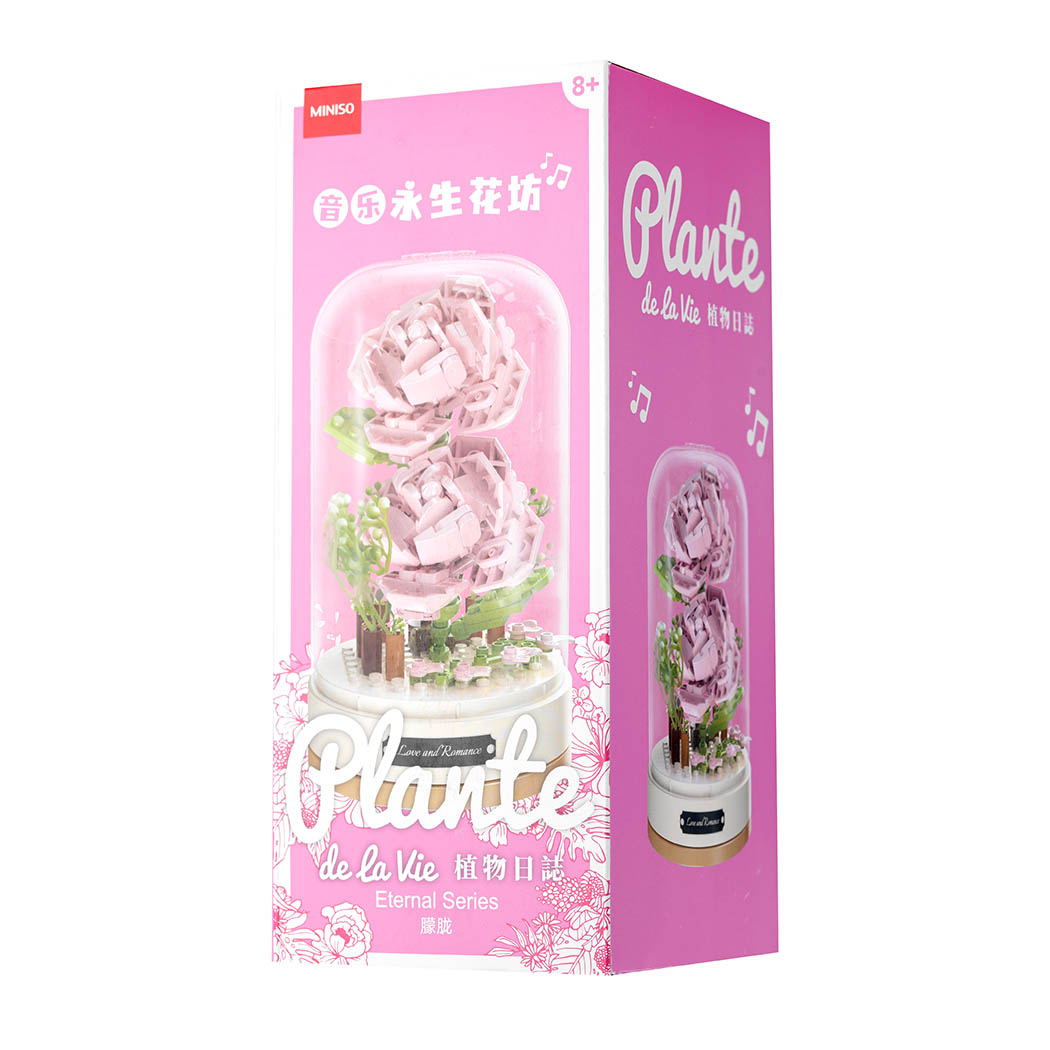 MINISO
8+
音乐永生花坊
Love and Romance
Plante
de la Vie 植物日誌
Eternal Series
朦胧
Plante
de la Vie 植物日誌
Love and Romance